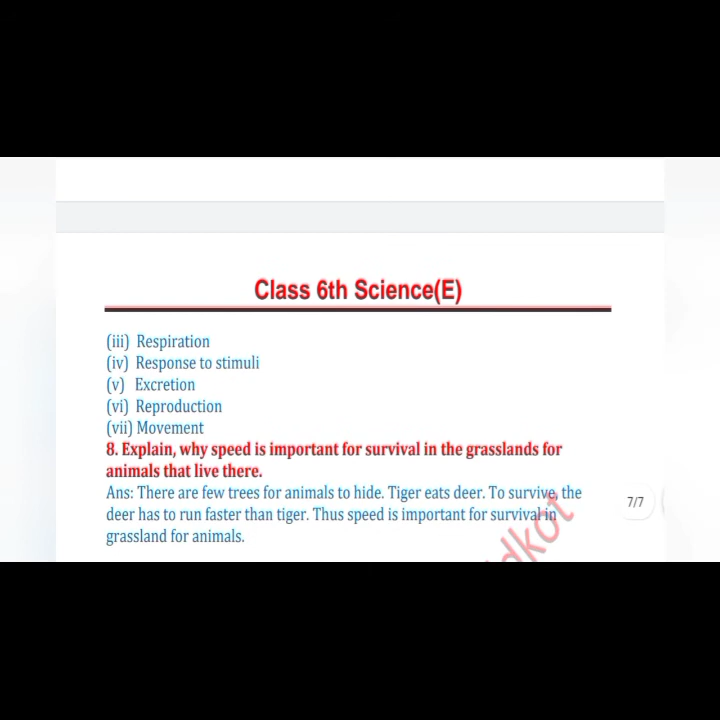 Class 6th Science(E)
(iii) Respiration
(iv) Response to stimuli
(v) Excretion
(vi) Reproduction
(vii) Movement
8. Explain, why speed is important for survival in the grasslands for
animals that live there.
Ans: There are few trees for animals to hide. Tiger eats deer. To survive, the
deer has to run faster than tiger. Thus speed is important for survival in
grassland for animals.
7/7